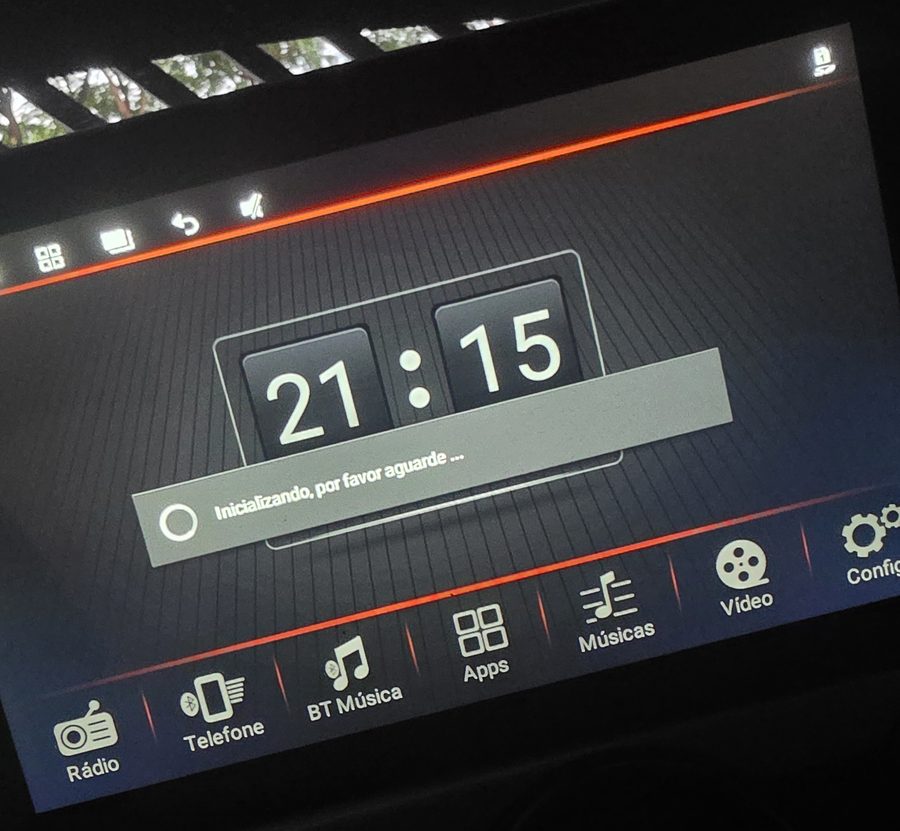 21:15
Inicializando, por favor aguarde ...
Rádio
Telefone
BT Música
Apps
Músicas
Vídeo
Config